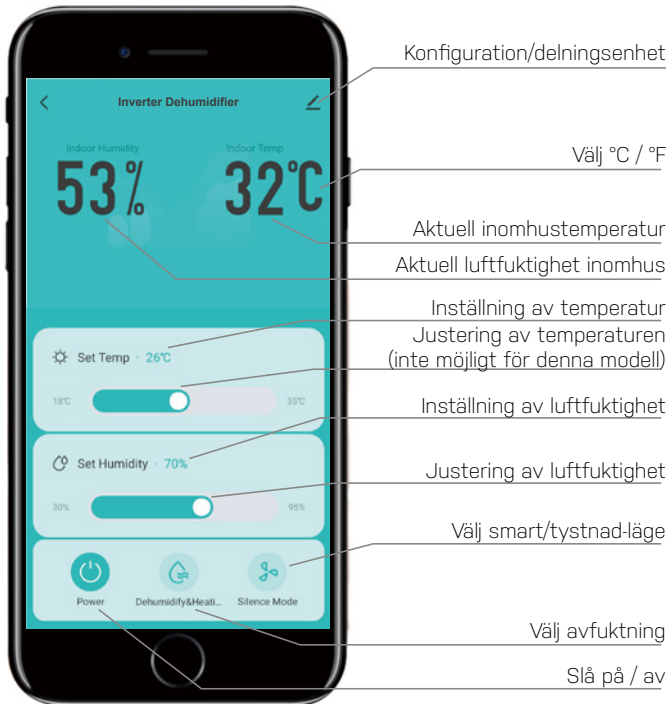 Inverter Dehumidifier
Indoor Humidity
Indoor Temp
53%
32℃
Set Temp · 26℃
18℃
35℃
Set Humidity · 70%
30%
95%
Power
Dehumidify&Heati...
Silence Mode
Konfiguration/delningsenhet
Välj °C / °F
Aktuell inomhustemperatur
Aktuell luftfuktighet inomhus
Inställning av temperatur
Justering av temperaturen
(inte möjligt för denna modell)
Inställning av luftfuktighet
Justering av luftfuktighet
Välj smart/tystnad-läge
Välj avfuktning
Slå på / av